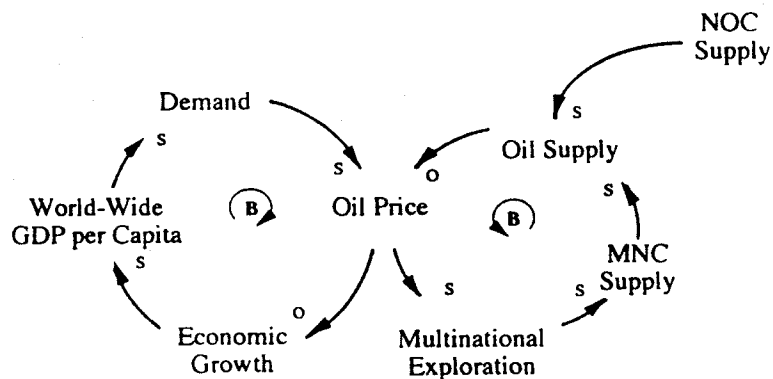 NOC
Supply
Demand
s
s
s
o
Oil Supply
s
World-Wide
GDP per Capita
B
Oil Price
B
s
s
s
MNC
Supply
o
Economic
Growth
Multinational
Exploration